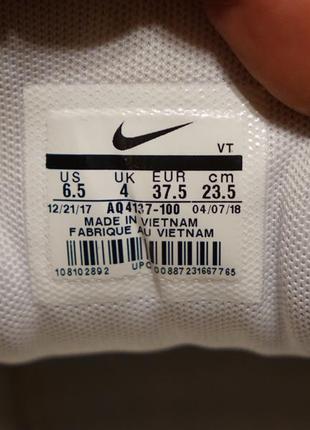 VT
US UK EUR cm
6.5 4 37.5 23.5
12/21/17 AQ4137-100 04/07/18
MADE IN VIETNAM
FABRIQUE AU VIETNAM
108102892 UPC 00887231667765